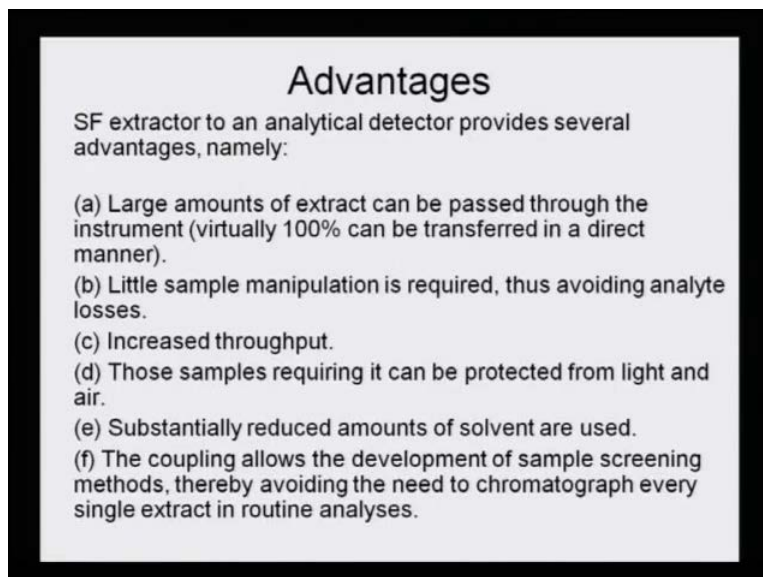 Advantages
SF extractor to an analytical detector provides several
advantages, namely:
(a) Large amounts of extract can be passed through the
instrument (virtually 100% can be transferred in a direct
manner).
(b) Little sample manipulation is required, thus avoiding analyte
losses.
(c) Increased throughput.
(d) Those samples requiring it can be protected from light and
air.
(e) Substantially reduced amounts of solvent are used.
(f) The coupling allows the development of sample screening
methods, thereby avoiding the need to chromatograph every
single extract in routine analyses.